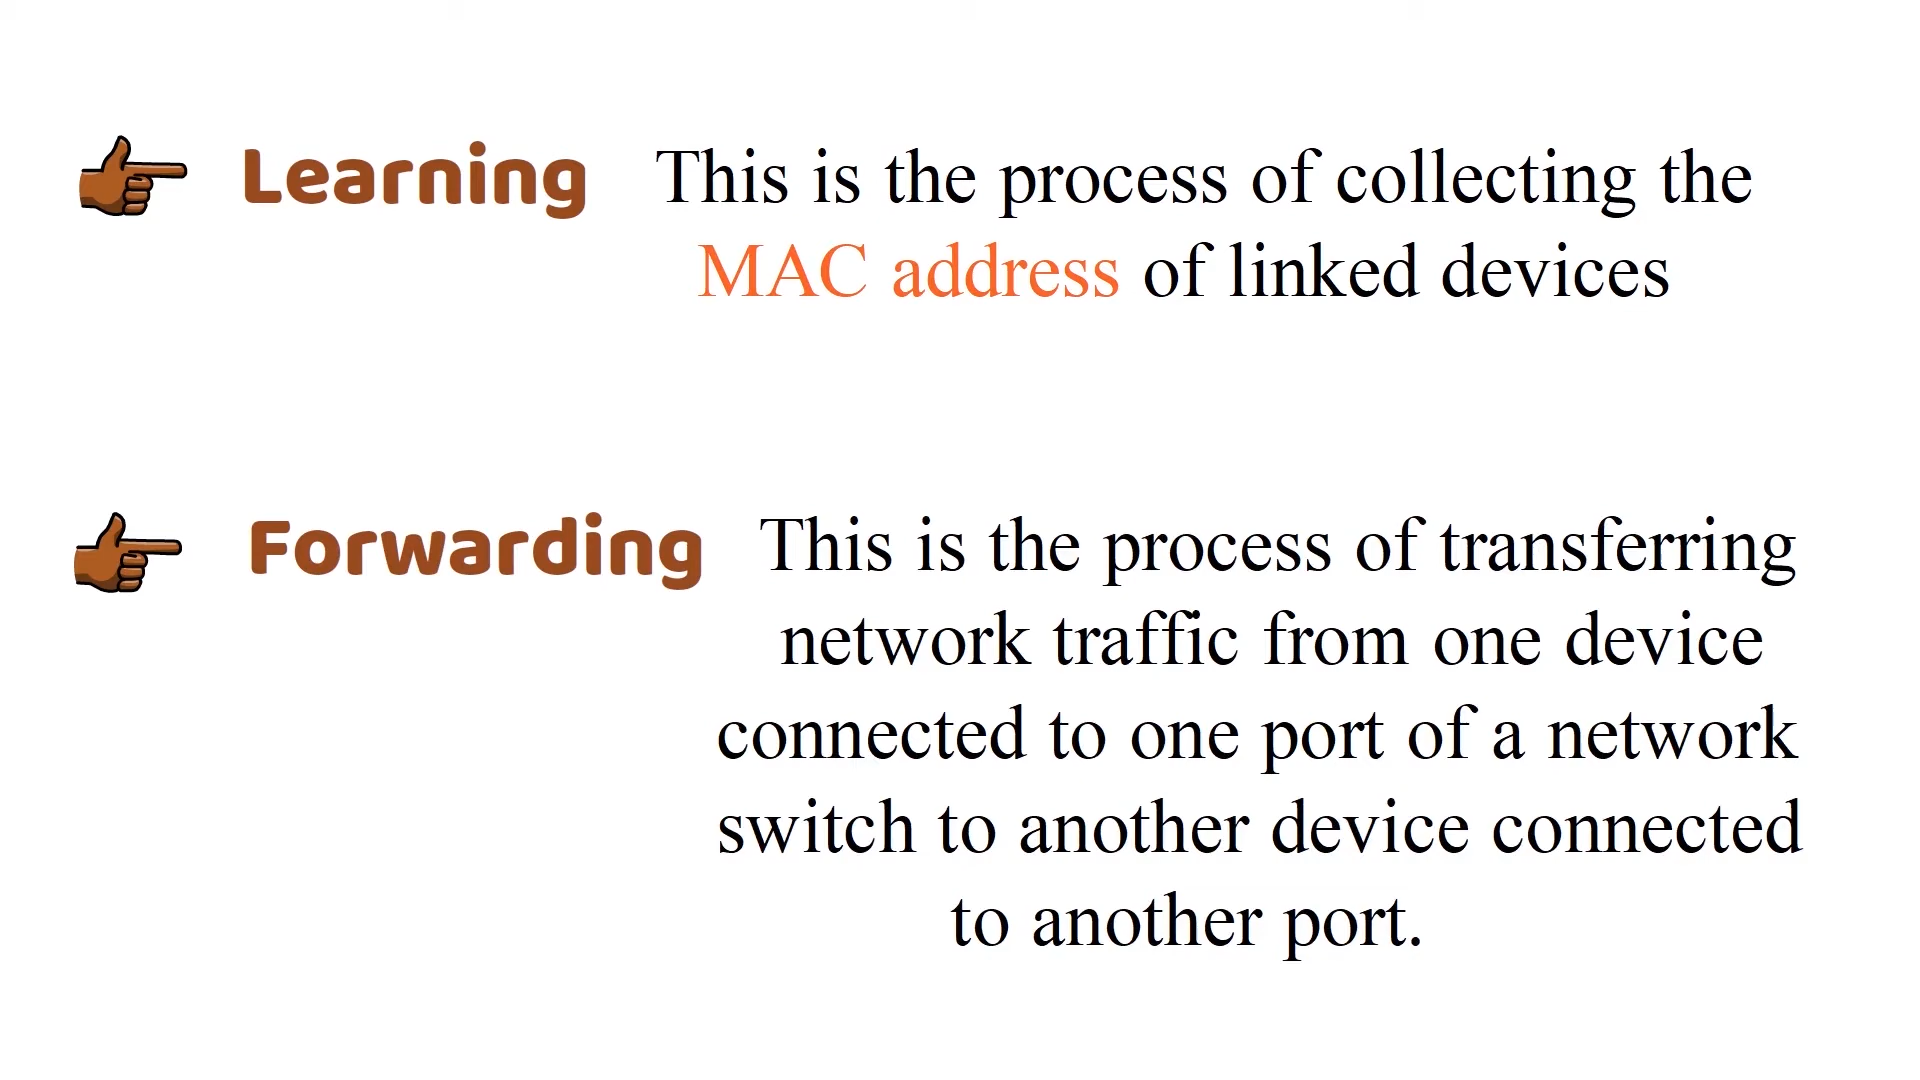 Learning This is the process of collecting the
MAC address of linked devices
Forwarding This is the process of transferring
network traffic from one device
connected to one port of a network
switch to another device connected
to another port.